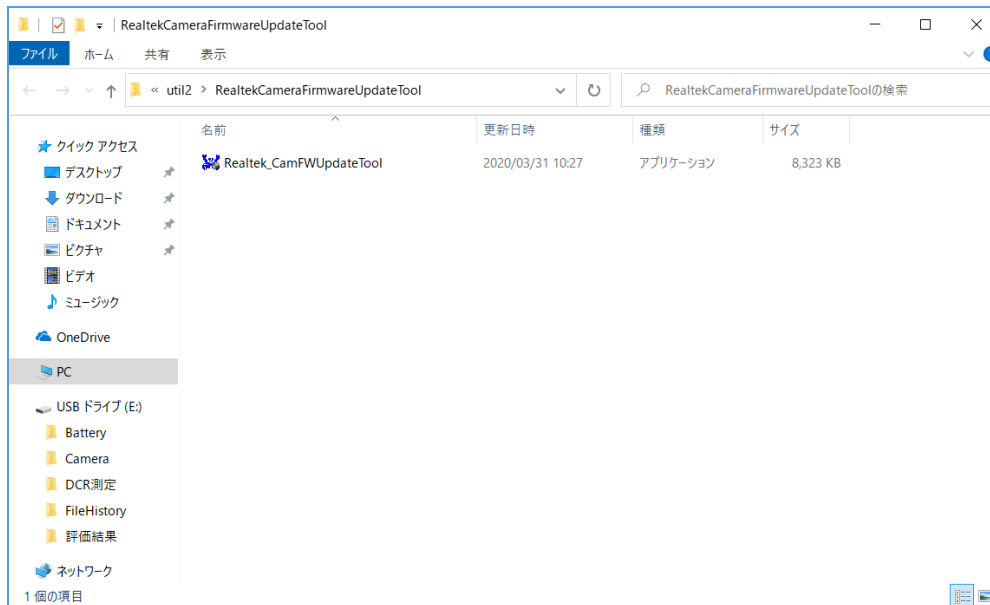 RealtekCameraFirmwareUpdateTool
ファイル ホーム 共有 表示
« util2 > RealtekCameraFirmwareUpdateTool
RealtekCameraFirmwareUpdateToolの検索
名前 更新日時 種類 サイズ
Realtek_CamFWUpdateTool 2020/03/31 10:27 アプリケーション 8,323 KB
クイック アクセス
デスクトップ
ダウンロード
ドキュメント
ピクチャ
ビデオ
ミュージック
OneDrive
PC
USB ドライブ (E:)
Battery
Camera
DCR測定
FileHistory
評価結果
ネットワーク
1 個の項目